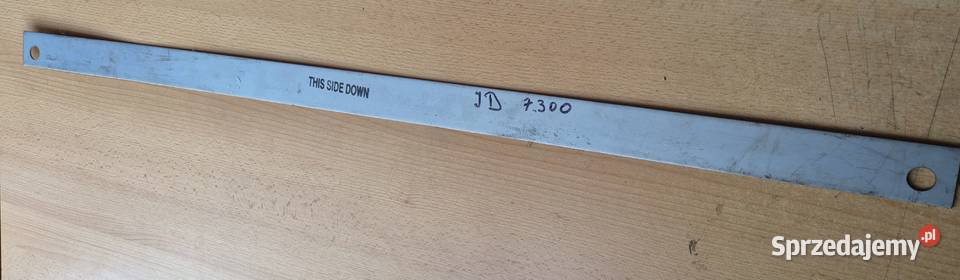 THIS SIDE DOWN
JD 7.300
Sprzedajemy.pl